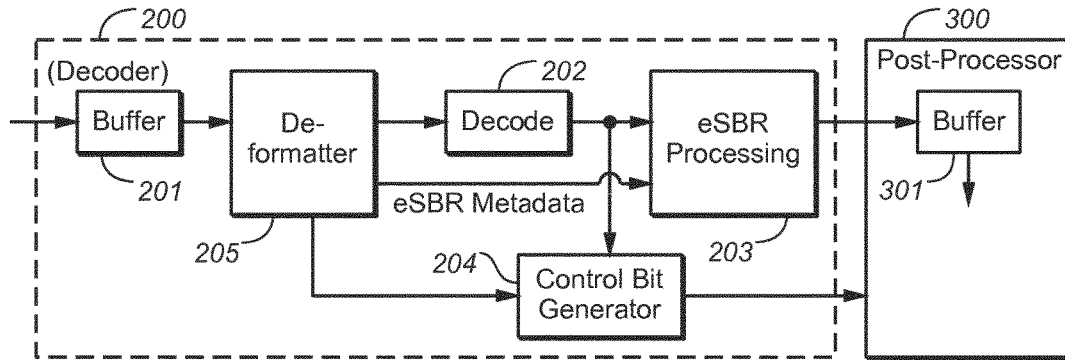 200
300
(Decoder)
202
Post-Processor
Buffer
De-
formatter
Decode
eSBR
Processing
Buffer
201
301
eSBR Metadata
205
204
203
Control Bit
Generator